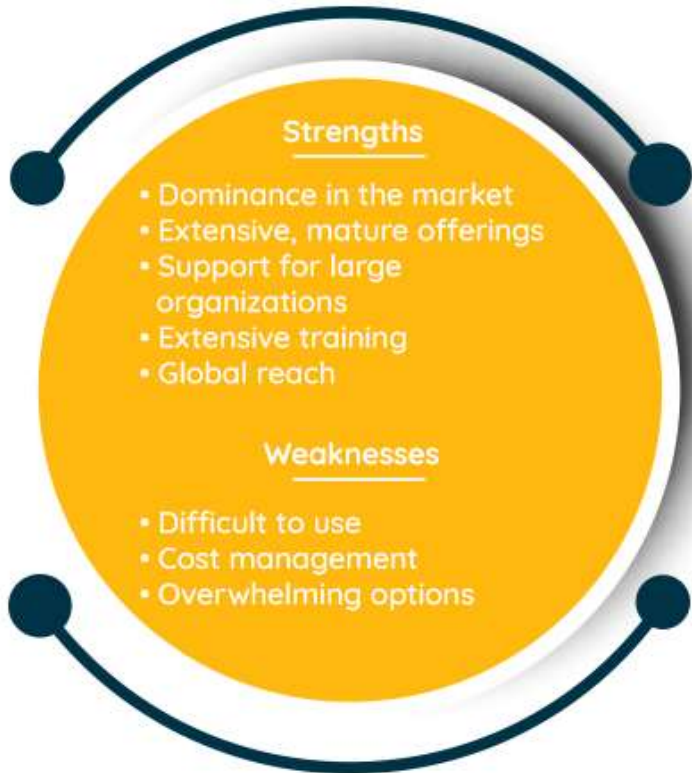 Strengths
• Dominance in the market
• Extensive, mature offerings
• Support for large
organizations
• Extensive training
• Global reach
Weaknesses
• Difficult to use
• Cost management
• Overwhelming options